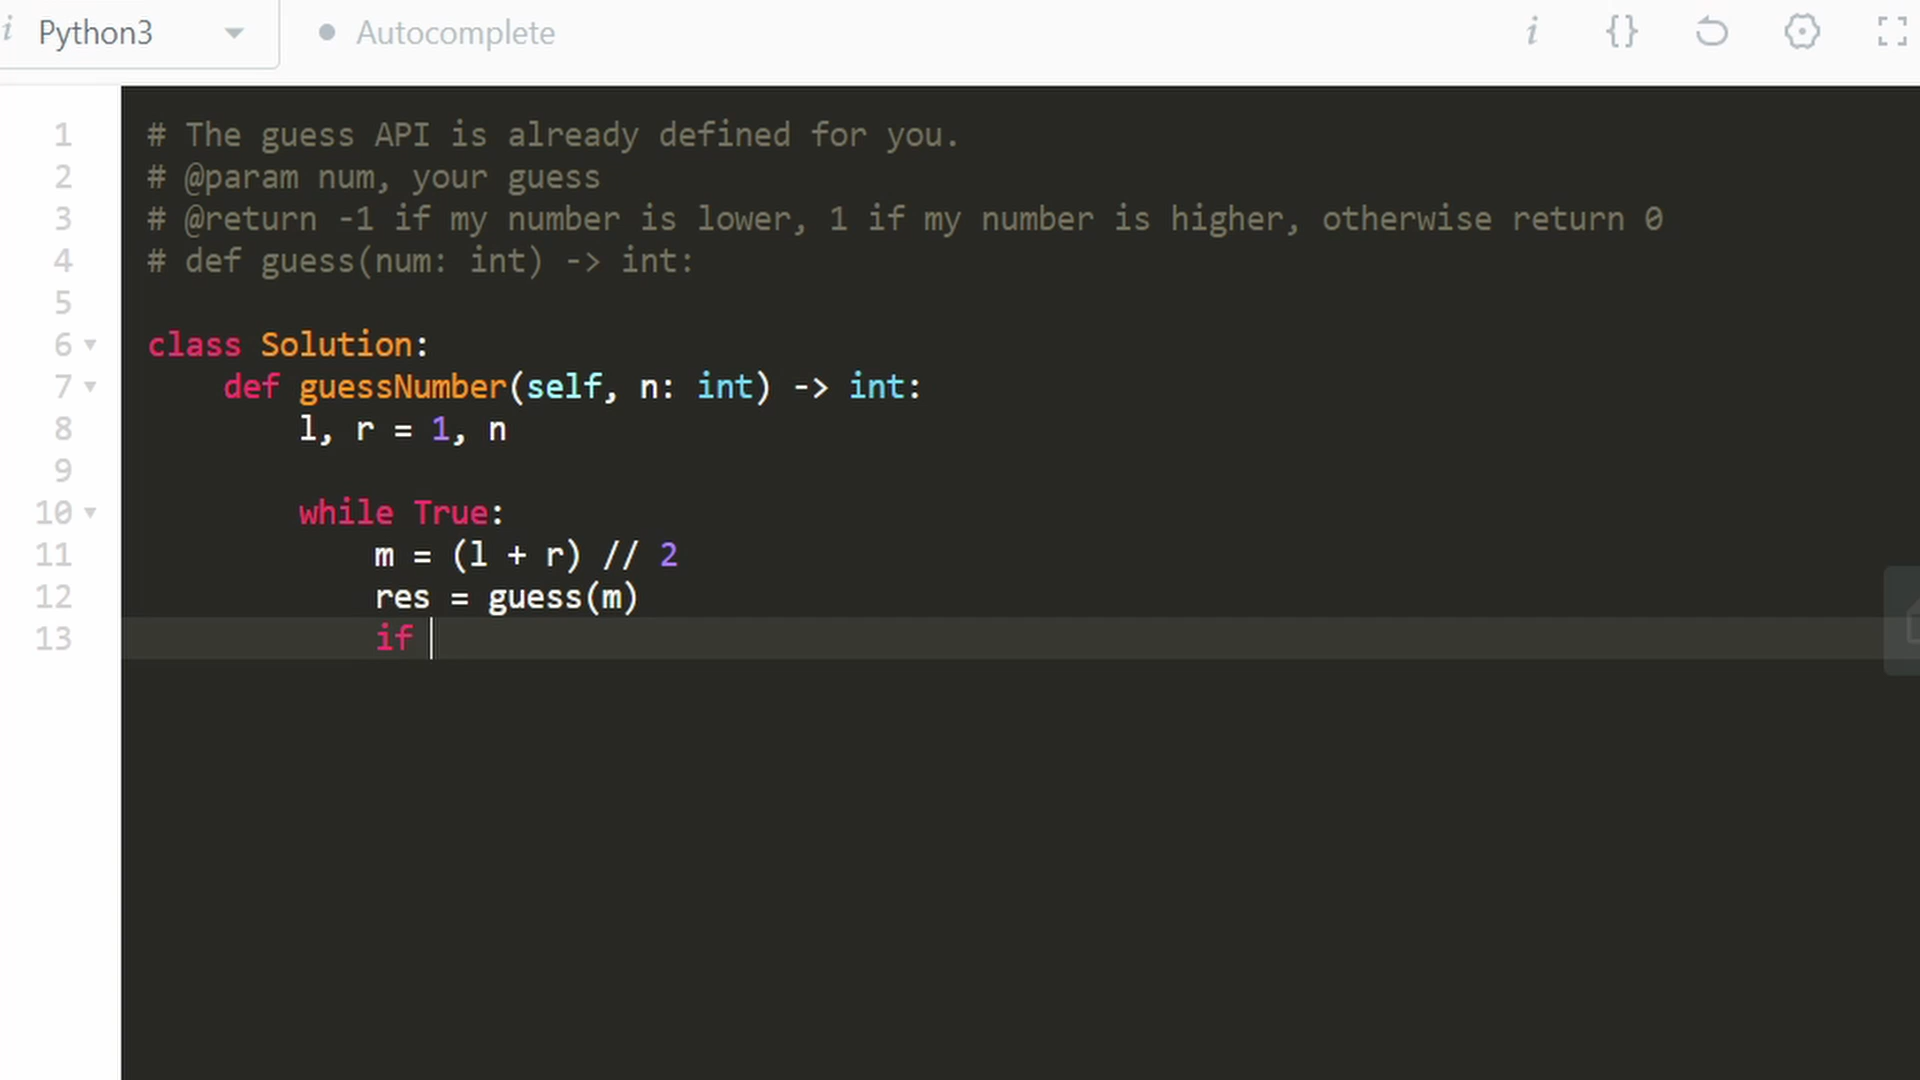 i Python3 Autocomplete i {}
1 # The guess API is already defined for you.
2 # @param num, your guess
3 # @return -1 if my number is lower, 1 if my number is higher, otherwise return 0
4 # def guess(num: int) -> int:
5
6 class Solution:
7 def guessNumber(self, n: int) -> int:
8 l, r = 1, n
9
10 while True:
11 m = (l + r) // 2
12 res = guess(m)
13 if